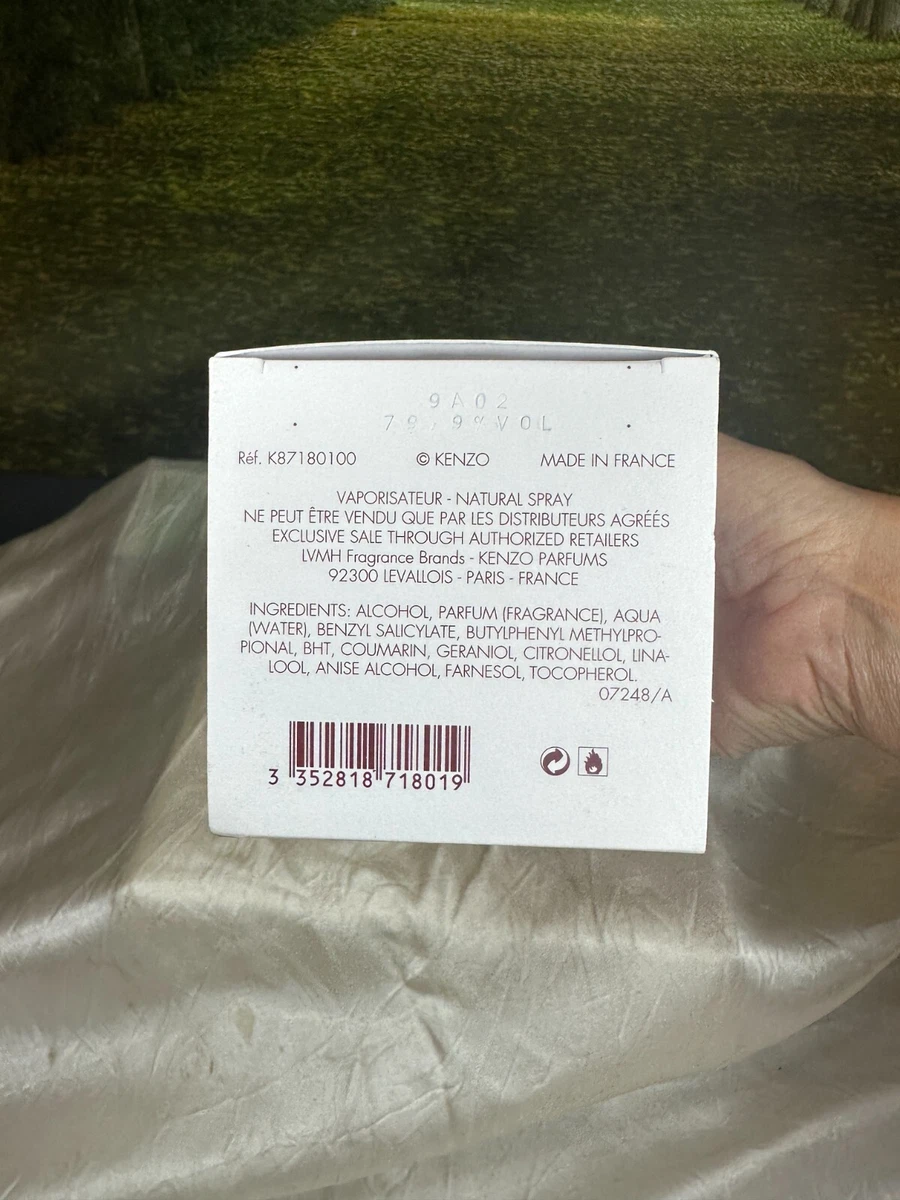 9A02
79,9%VOL
Réf. K87180100 © KENZO MADE IN FRANCE
VAPORISATEUR - NATURAL SPRAY
NE PEUT ÊTRE VENDU QUE PAR LES DISTRIBUTEURS AGRÉÉS
EXCLUSIVE SALE THROUGH AUTHORIZED RETAILERS
LVMH Fragrance Brands - KENZO PARFUMS
92300 LEVALLOIS - PARIS - FRANCE
INGREDIENTS: ALCOHOL, PARFUM (FRAGRANCE), AQUA
(WATER), BENZYL SALICYLATE, BUTYLPHENYL METHYLPRO-
PIONAL, BHT, COUMARIN, GERANIOL, CITRONELLOL, LINA-
LOOL, ANISE ALCOHOL, FARNESOL, TOCOPHEROL.
07248/A
3 352818 718019